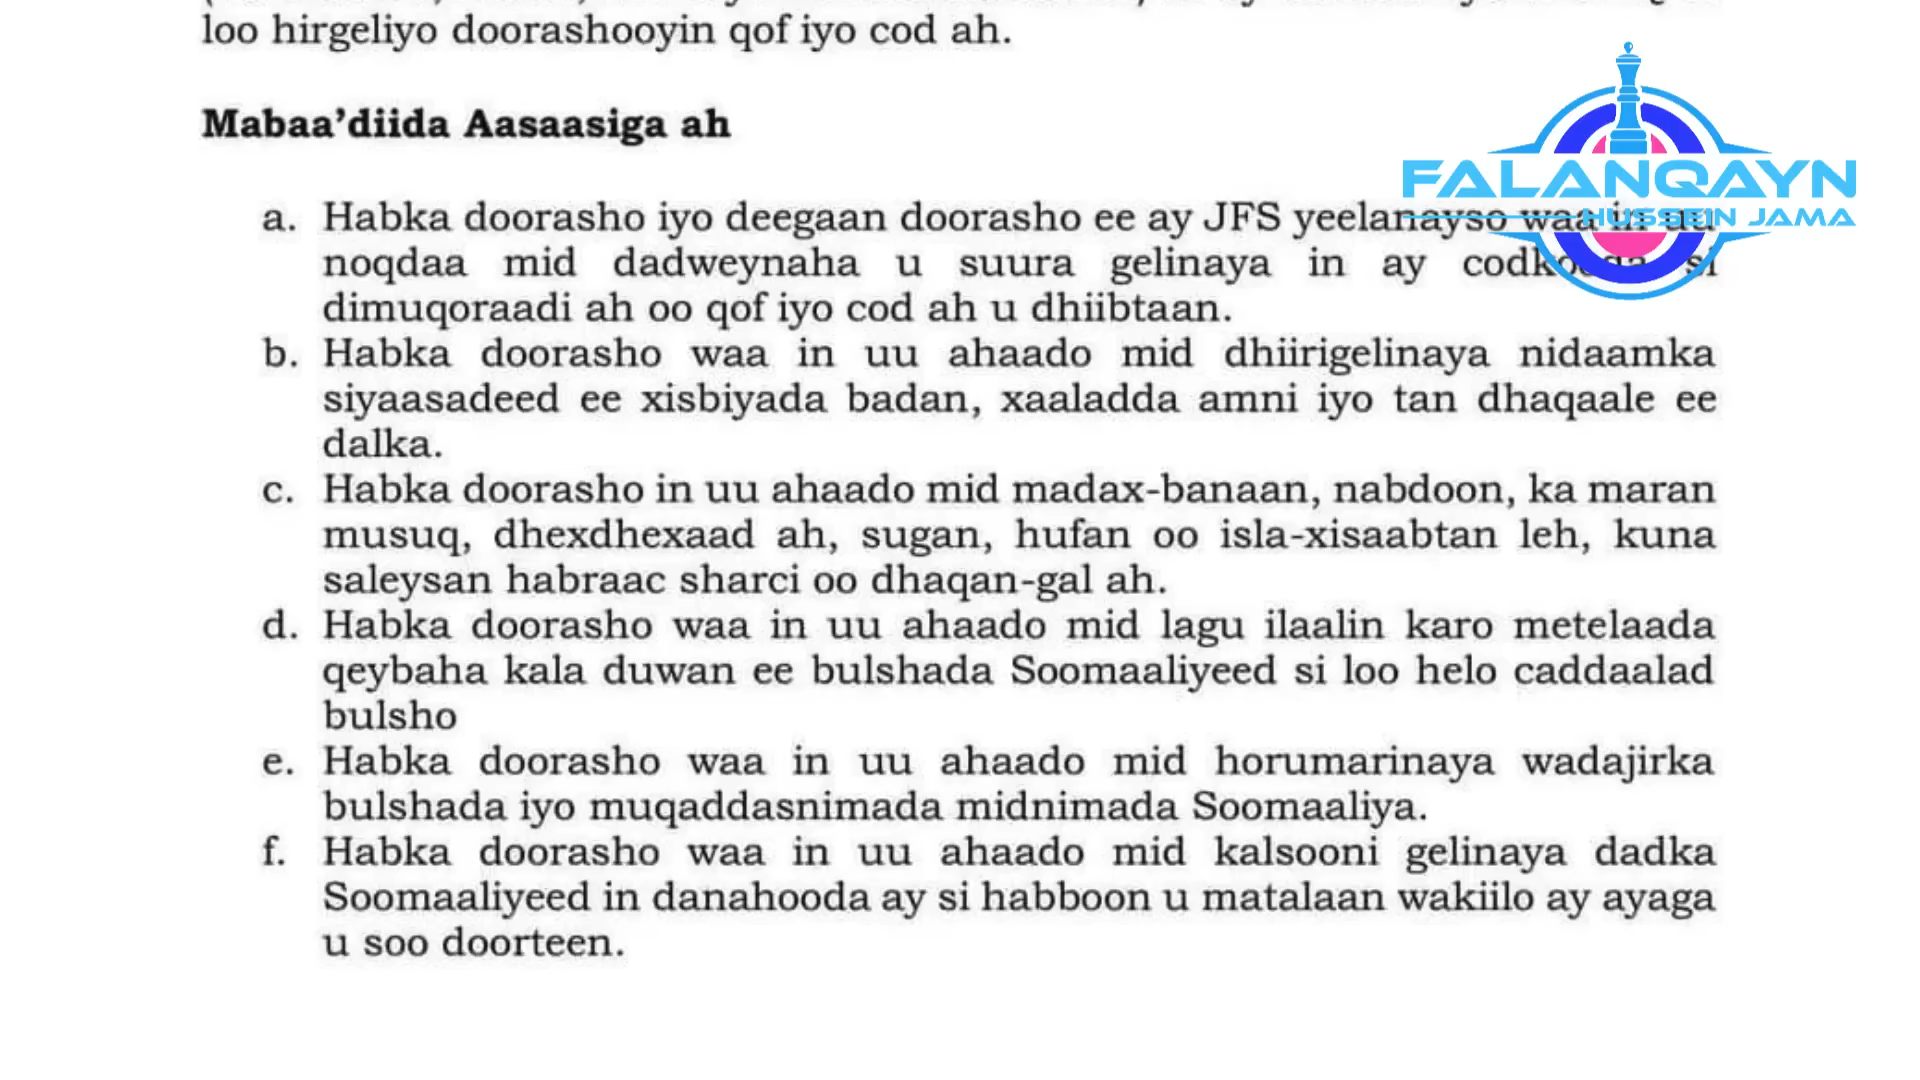 loo hirgeliyo doorashooyin qof iyo cod ah.
Mabaa'diida Aasaasiga ah
FALANQAYN
HUSSEIN JAMA
a. Habka doorasho iyo deegaan doorasho ee ay JFS yeelanayso waa in uu
noqdaa mid dadweynaha u suura gelinaya in ay codkooda si
dimuqoraadi ah oo qof iyo cod ah u dhiibtaan.
b. Habka doorasho waa in uu ahaado mid dhiirigelinaya nidaamka
siyaasadeed ee xisbiyada badan, xaaladda amni iyo tan dhaqaale ee
dalka.
c. Habka doorasho in uu ahaado mid madax-banaan, nabdoon, ka maran
musuq, dhexdhexaad ah, sugan, hufan oo isla-xisaabtan leh, kuna
saleysan habraac sharci oo dhaqan-gal ah.
d. Habka doorasho waa in uu ahaado mid lagu ilaalin karo metelaada
qeybaha kala duwan ee bulshada Soomaaliyeed si loo helo caddaalad
bulsho
e. Habka doorasho waa in uu ahaado mid horumarinaya wadajirka
bulshada iyo muqaddasnimada midnimada Soomaaliya.
f. Habka doorasho waa in uu ahaado mid kalsooni gelinaya dadka
Soomaaliyeed in danahooda ay si habboon u matalaan wakiilo ay ayaga
u soo doorteen.